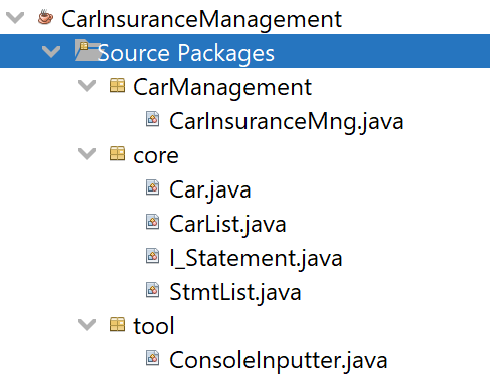 CarInsuranceManagement
Source Packages
CarManagement
CarInsuranceMng.java
core
Car.java
CarList.java
I_Statement.java
StmtList.java
tool
ConsoleInputter.java